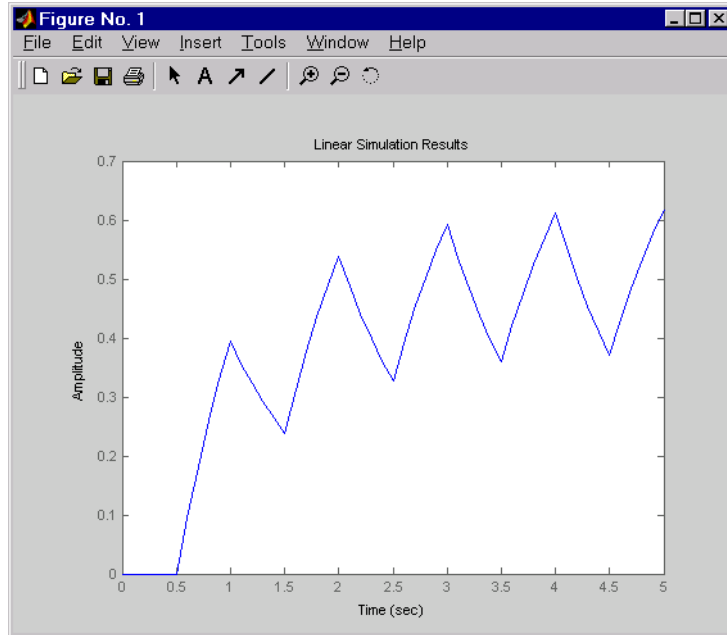 Figure No. 1
File Edit View Insert Tools Window Help
A
Linear Simulation Results
0.7
0.6
0.5
0.4
0.3
0.2
0.1
0
Amplitude
0 0.5 1 1.5 2 2.5 3 3.5 4 4.5 5
Time (sec)